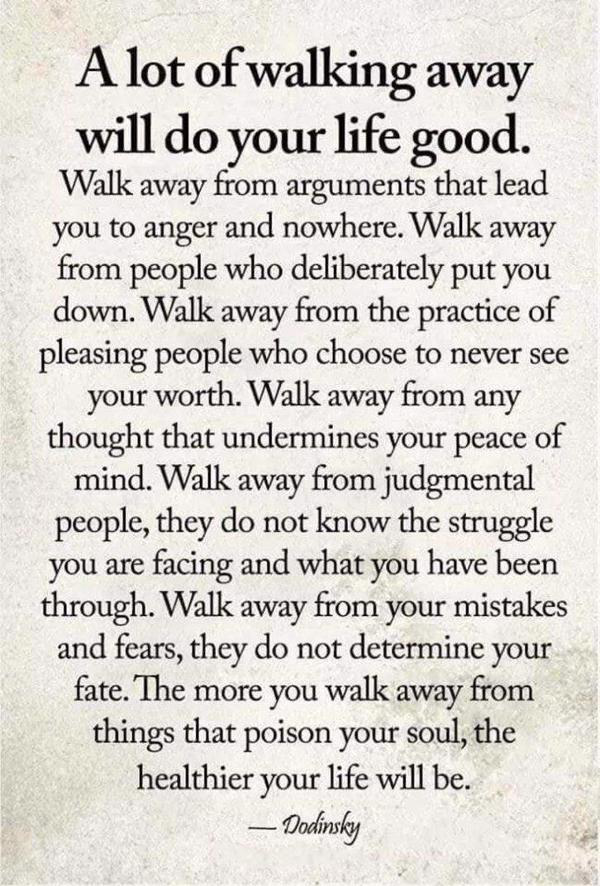 A lot of walking away
will do your life good.
Walk away from arguments that lead
you to anger and nowhere. Walk away
from people who deliberately put you
down. Walk away from the practice of
pleasing people who choose to never see
your worth. Walk away from any
thought that undermines your peace of
mind. Walk away from judgmental
people, they do not know the struggle
you are facing and what you have been
through. Walk away from your mistakes
and fears, they do not determine your
fate. The more you walk away from
things that poison your soul, the
healthier your life will be.
— Dodinsky